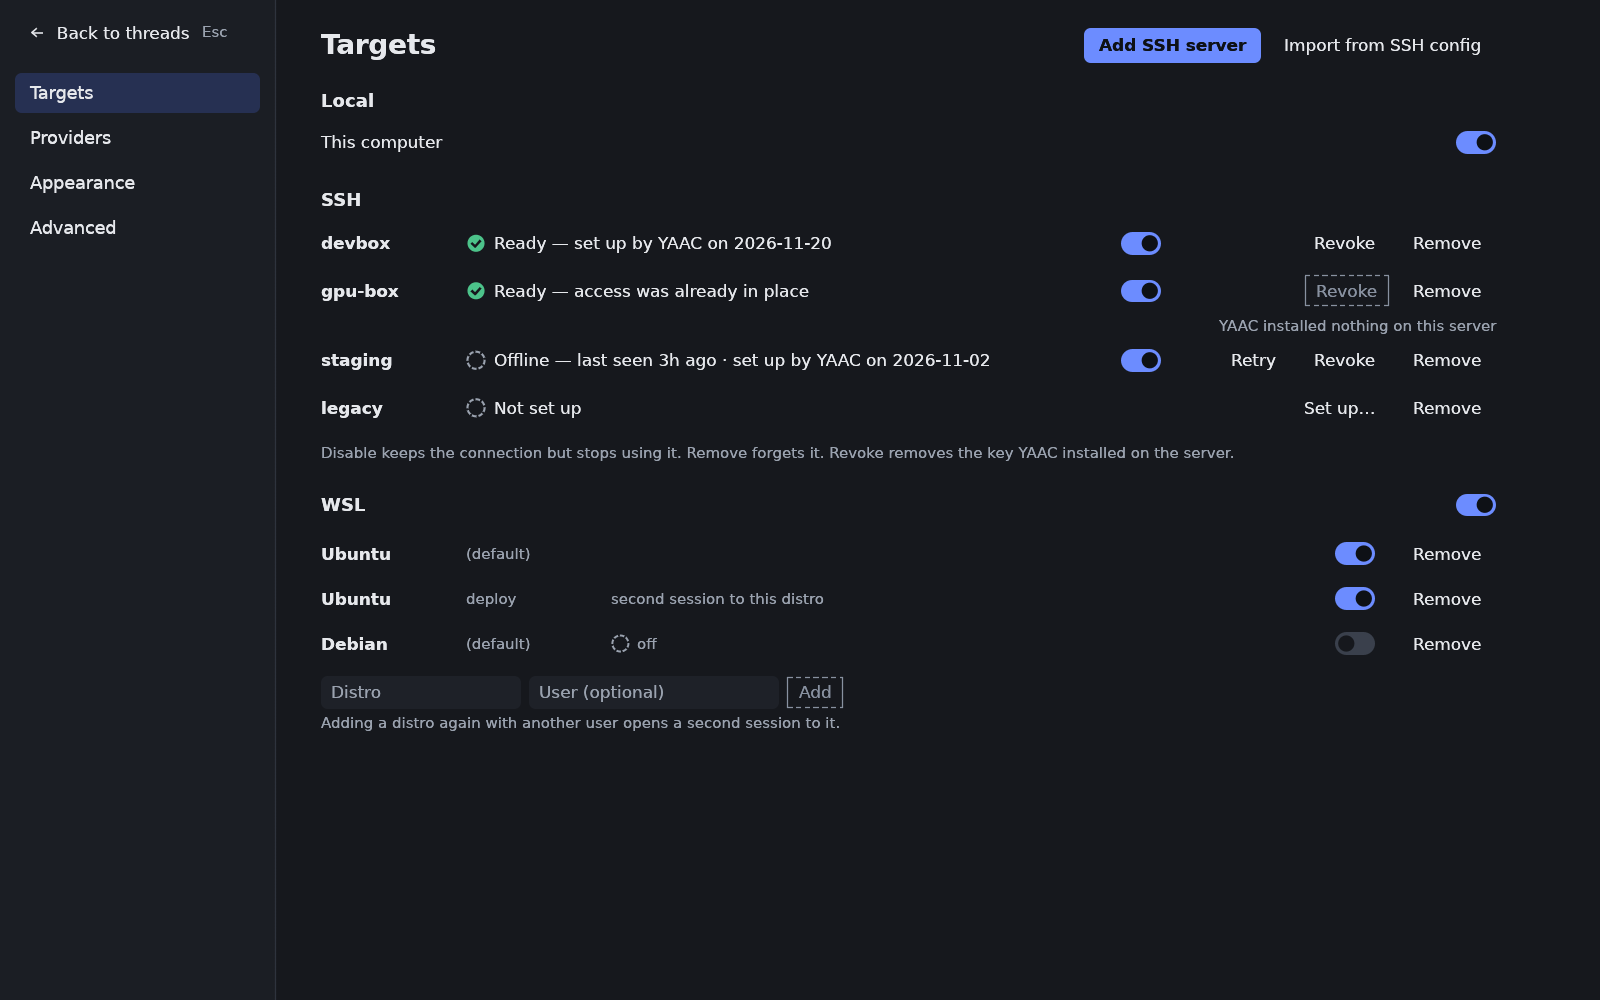 Back to threads Esc
Targets
Providers
Appearance
Advanced
Targets
Add SSH server
Import from SSH config
Local
This computer
SSH
devbox Ready — set up by YAAC on 2026-11-20 Revoke Remove
gpu-box Ready — access was already in place Revoke Remove
YAAC installed nothing on this server
staging Offline — last seen 3h ago · set up by YAAC on 2026-11-02 Retry Revoke Remove
legacy Not set up Set up... Remove
Disable keeps the connection but stops using it. Remove forgets it. Revoke removes the key YAAC installed on the server.
WSL
Ubuntu (default) Remove
Ubuntu deploy second session to this distro Remove
Debian (default) off Remove
Distro User (optional) Add
Adding a distro again with another user opens a second session to it.